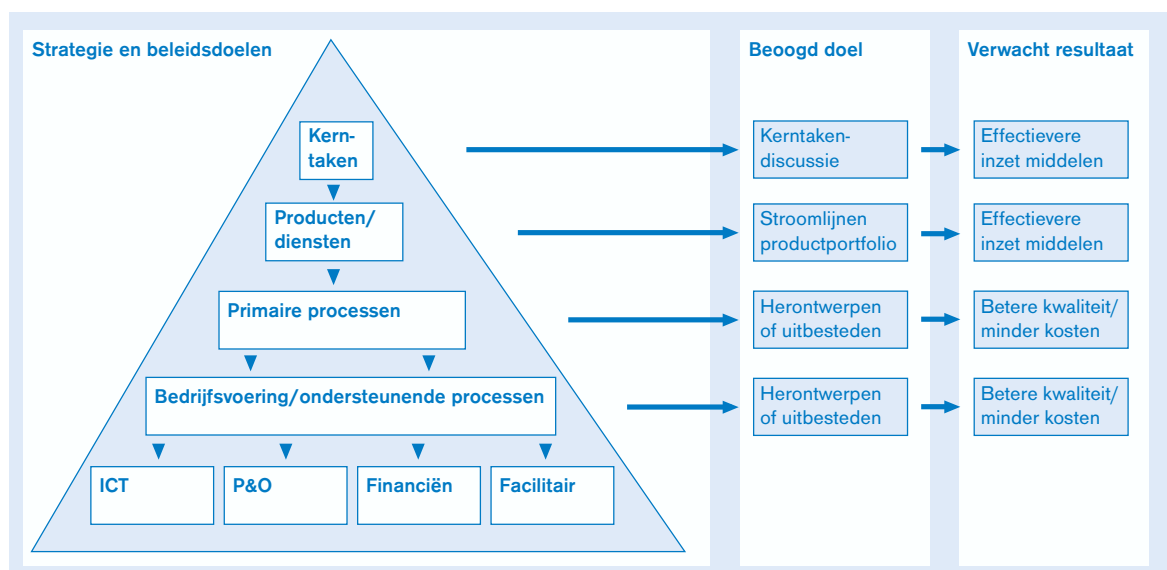 Strategie en beleidsdoelen
Beoogd doel
Verwacht resultaat
Kern-
taken
Kerntaken-
discussie
Effectievere
inzet middelen
Producten/
diensten
Stroomlijnen
productportfolio
Effectievere
inzet middelen
Primaire processen
Herontwerpen
of uitbesteden
Betere kwaliteit/
minder kosten
Bedrijfsvoering/ondersteunende processen
Herontwerpen
of uitbesteden
Betere kwaliteit/
minder kosten
ICT
P&O
Financiën
Facilitair